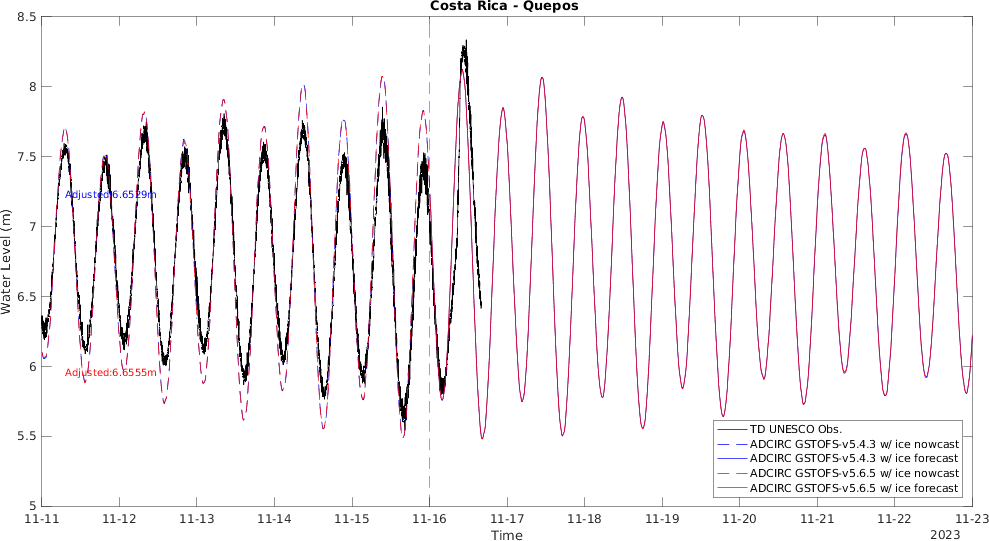 Costa Rica - Quepos
8.5
8
7.5
7
6.5
6
5.5
5
Water Level (m)
Adjusted:6.6529m
Adjusted:6.6555m
TD UNESCO Obs.
ADCIRC GSTOFS-v5.4.3 w/ ice nowcast
ADCIRC GSTOFS-v5.4.3 w/ ice forecast
ADCIRC GSTOFS-v5.6.5 w/ ice nowcast
ADCIRC GSTOFS-v5.6.5 w/ ice forecast
11-11 11-12 11-13 11-14 11-15 11-16 11-17 11-18 11-19 11-20 11-21 11-22 11-23
Time
2023